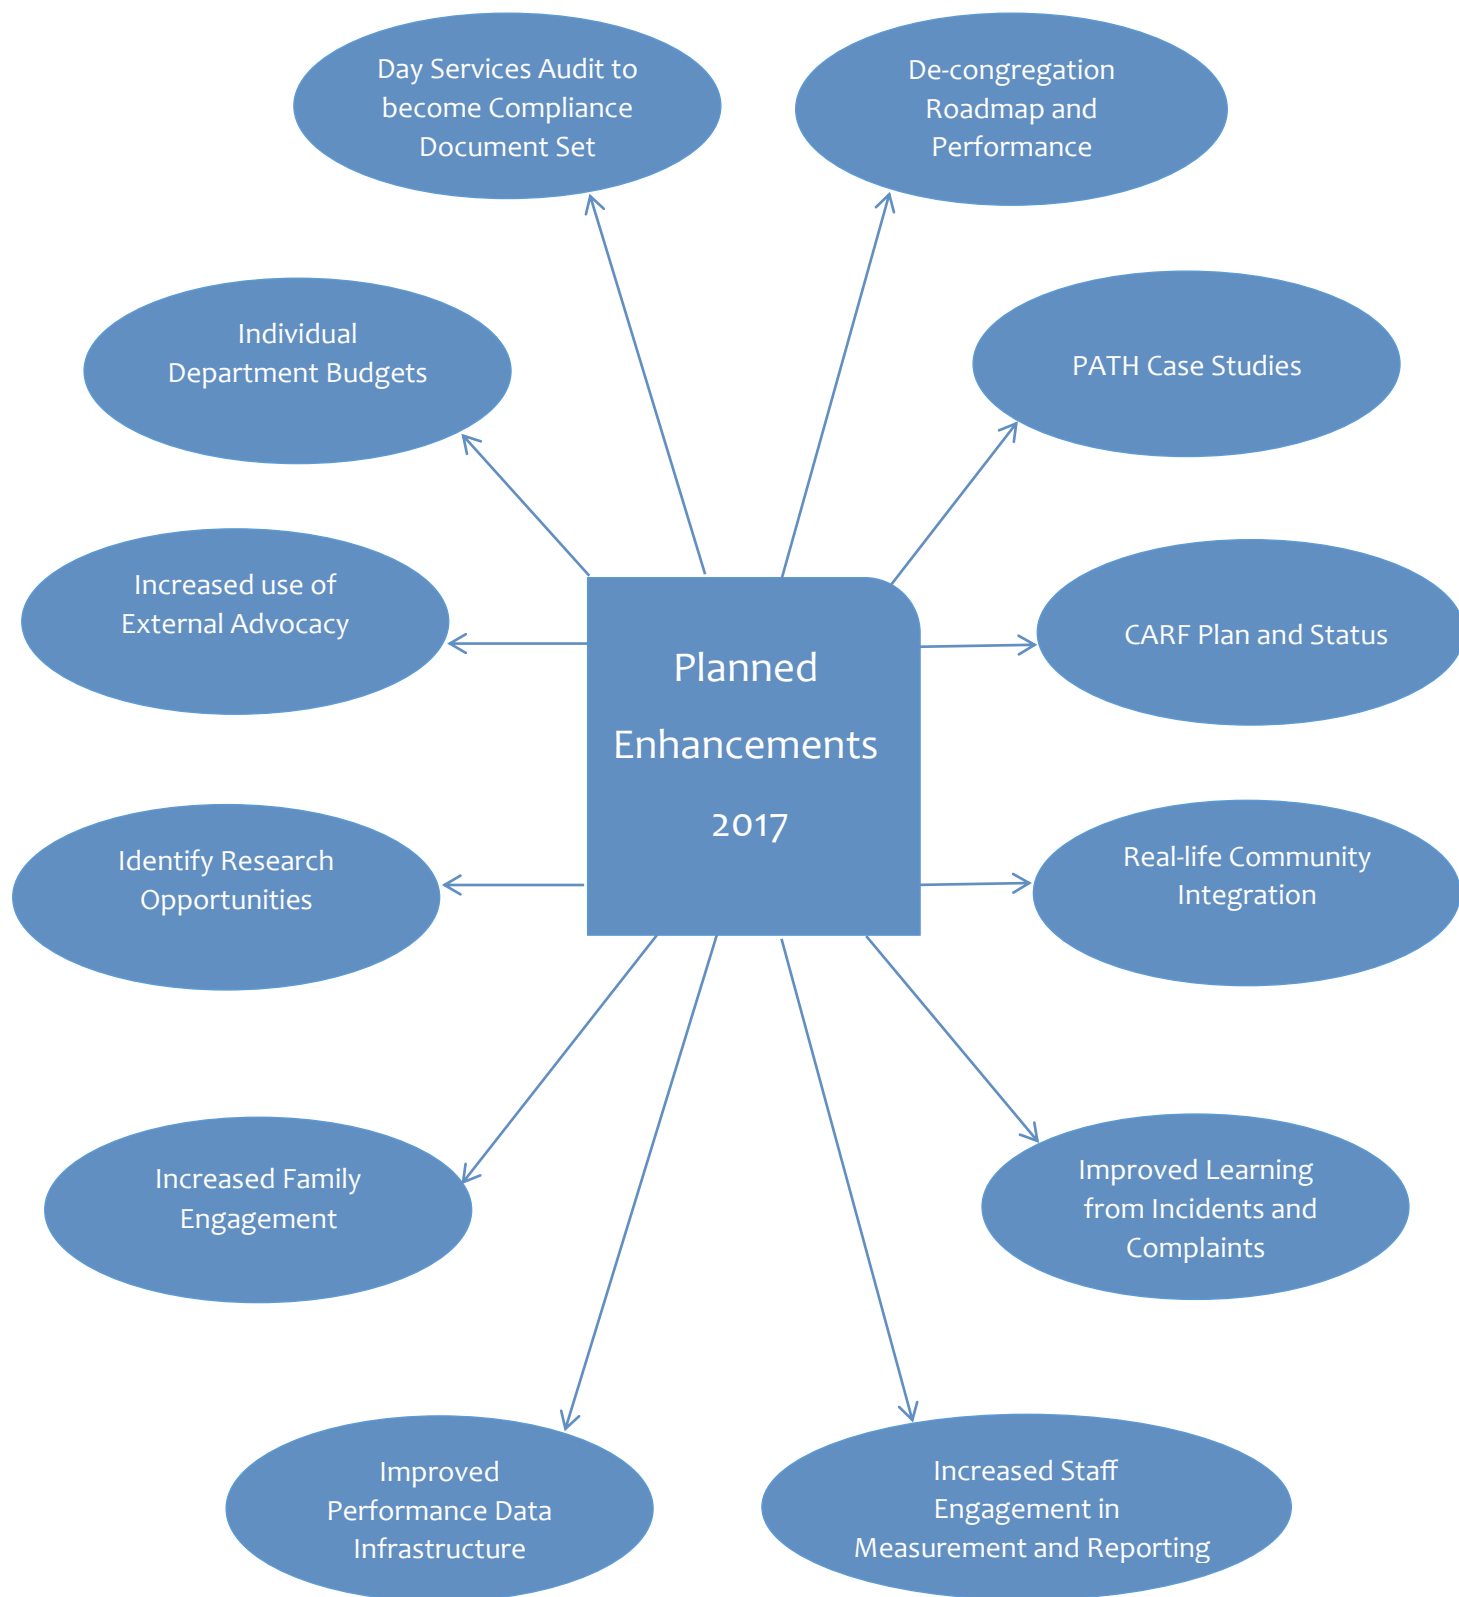 Day Services Audit to
become Compliance
Document Set
De-congregation
Roadmap and
Performance
Individual
Department Budgets
PATH Case Studies
Increased use of
External Advocacy
CARF Plan and Status
Planned
Enhancements
2017
Identify Research
Opportunities
Real-life Community
Integration
Increased Family
Engagement
Improved Learning
from Incidents and
Complaints
Improved
Performance Data
Infrastructure
Increased Staff
Engagement in
Measurement and Reporting